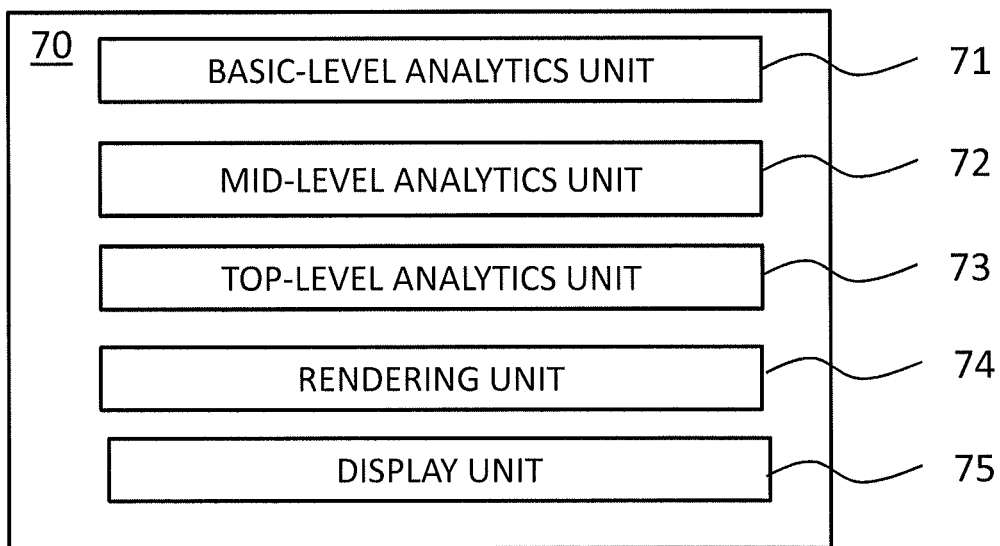 70
BASIC-LEVEL ANALYTICS UNIT 71
MID-LEVEL ANALYTICS UNIT 72
TOP-LEVEL ANALYTICS UNIT 73
RENDERING UNIT 74
DISPLAY UNIT 75